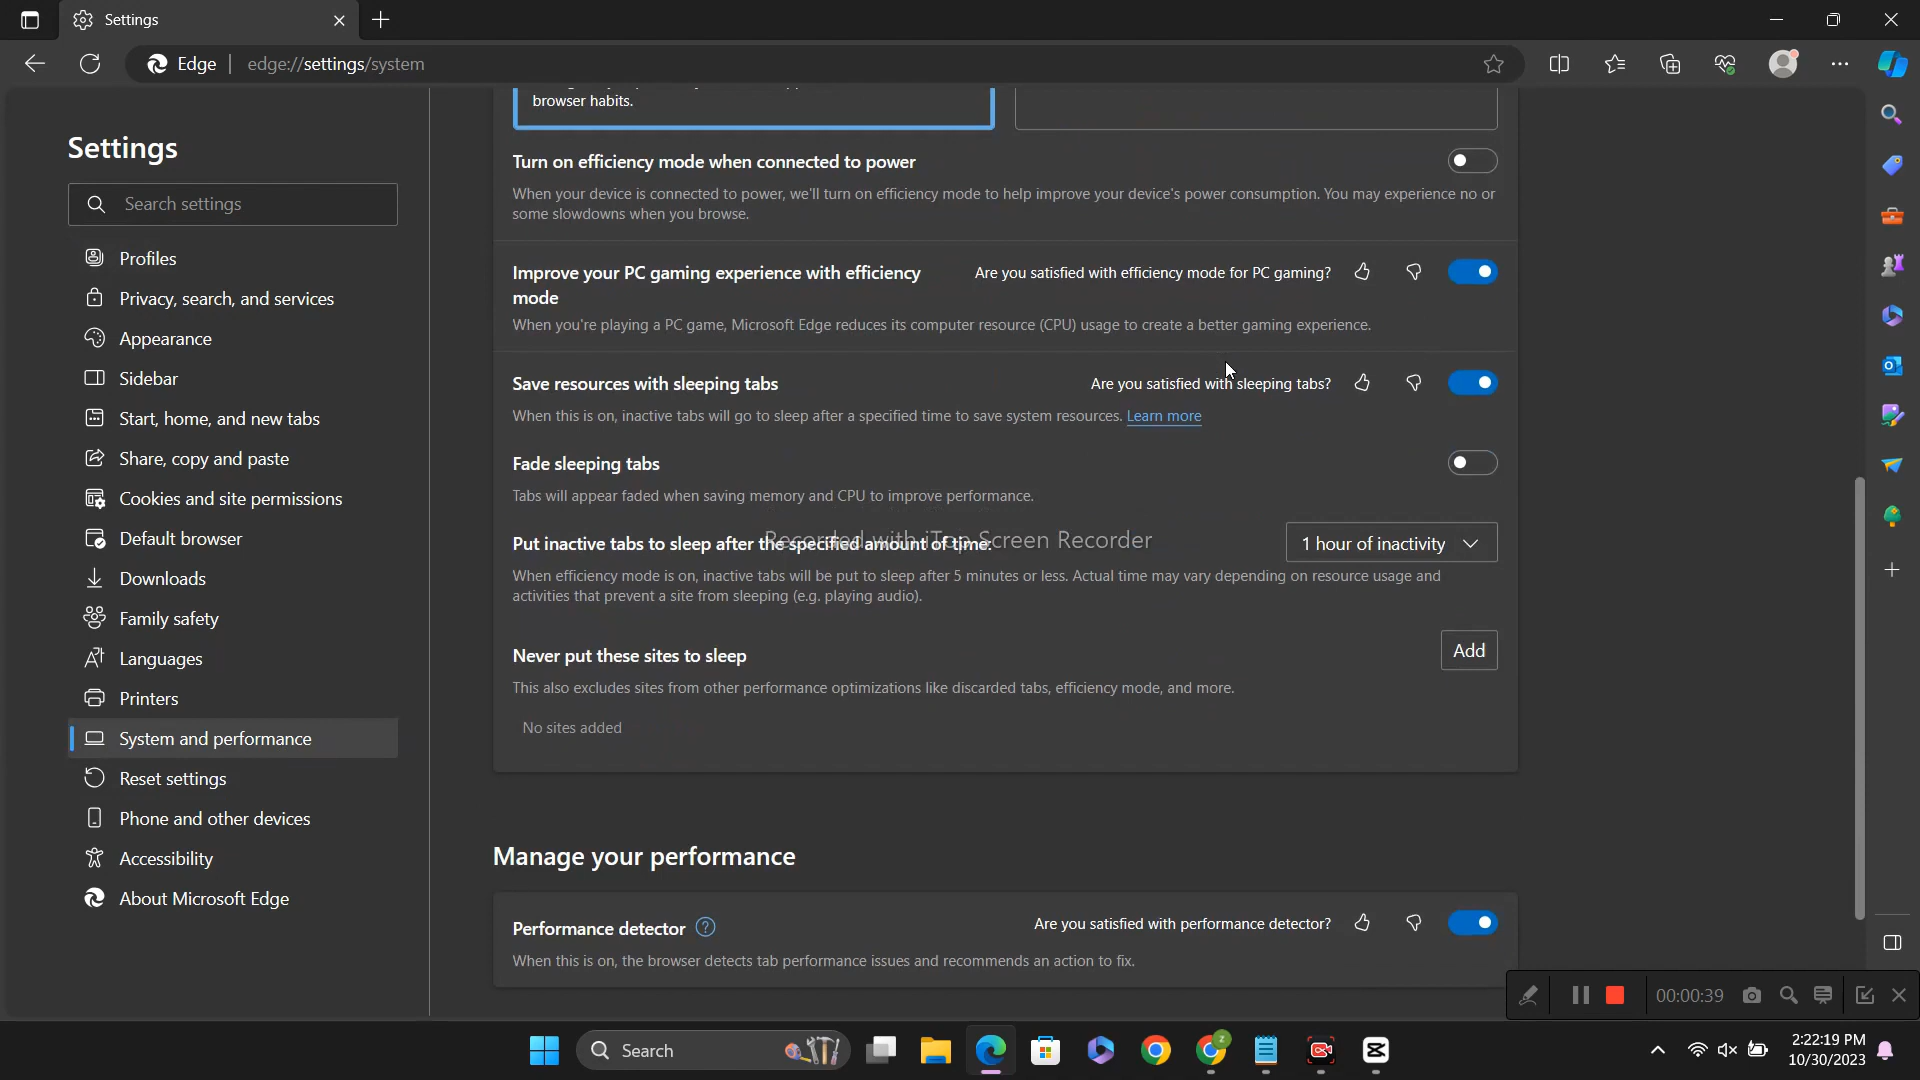 Settings
Edge
edge://settings/system
browser habits.
Settings
Search settings
Profiles
Privacy, search, and services
Appearance
Sidebar
Start, home, and new tabs
Share, copy and paste
Cookies and site permissions
Default browser
Downloads
Family safety
Languages
Printers
System and performance
Reset settings
Phone and other devices
Accessibility
About Microsoft Edge
Turn on efficiency mode when connected to power
When your device is connected to power, we'll turn on efficiency mode to help improve your device's power consumption. You may experience no or
some slowdowns when you browse.
Improve your PC gaming experience with efficiency
mode
Are you satisfied with efficiency mode for PC gaming?
When you're playing a PC game, Microsoft Edge reduces its computer resource (CPU) usage to create a better gaming experience.
Save resources with sleeping tabs
Are you satisfied with sleeping tabs?
When this is on, inactive tabs will go to sleep after a specified time to save system resources. Learn more
Fade sleeping tabs
Tabs will appear faded when saving memory and CPU to improve performance.
Recorded with iTop Screen Recorder
Put inactive tabs to sleep after the specified amount of time:
1 hour of inactivity
When efficiency mode is on, inactive tabs will be put to sleep after 5 minutes or less. Actual time may vary depending on resource usage and
activities that prevent a site from sleeping (e.g. playing audio).
Never put these sites to sleep
Add
This also excludes sites from other performance optimizations like discarded tabs, efficiency mode, and more.
No sites added
Manage your performance
Performance detector
Are you satisfied with performance detector?
When this is on, the browser detects tab performance issues and recommends an action to fix.
00:00:39
Search
2:22:19 PM
10/30/2023